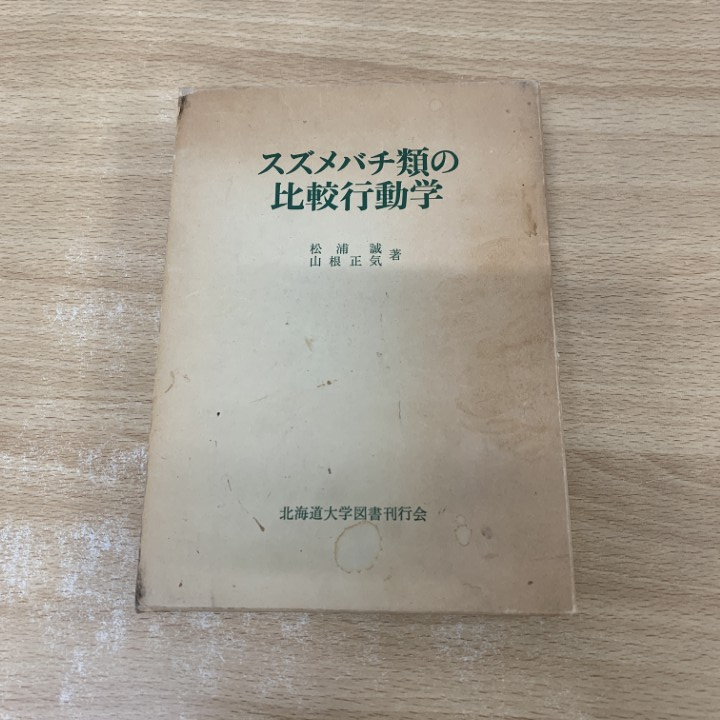 スズメバチ類の
比較行動学
松浦 誠
山根正気 著
北海道大学図書刊行会